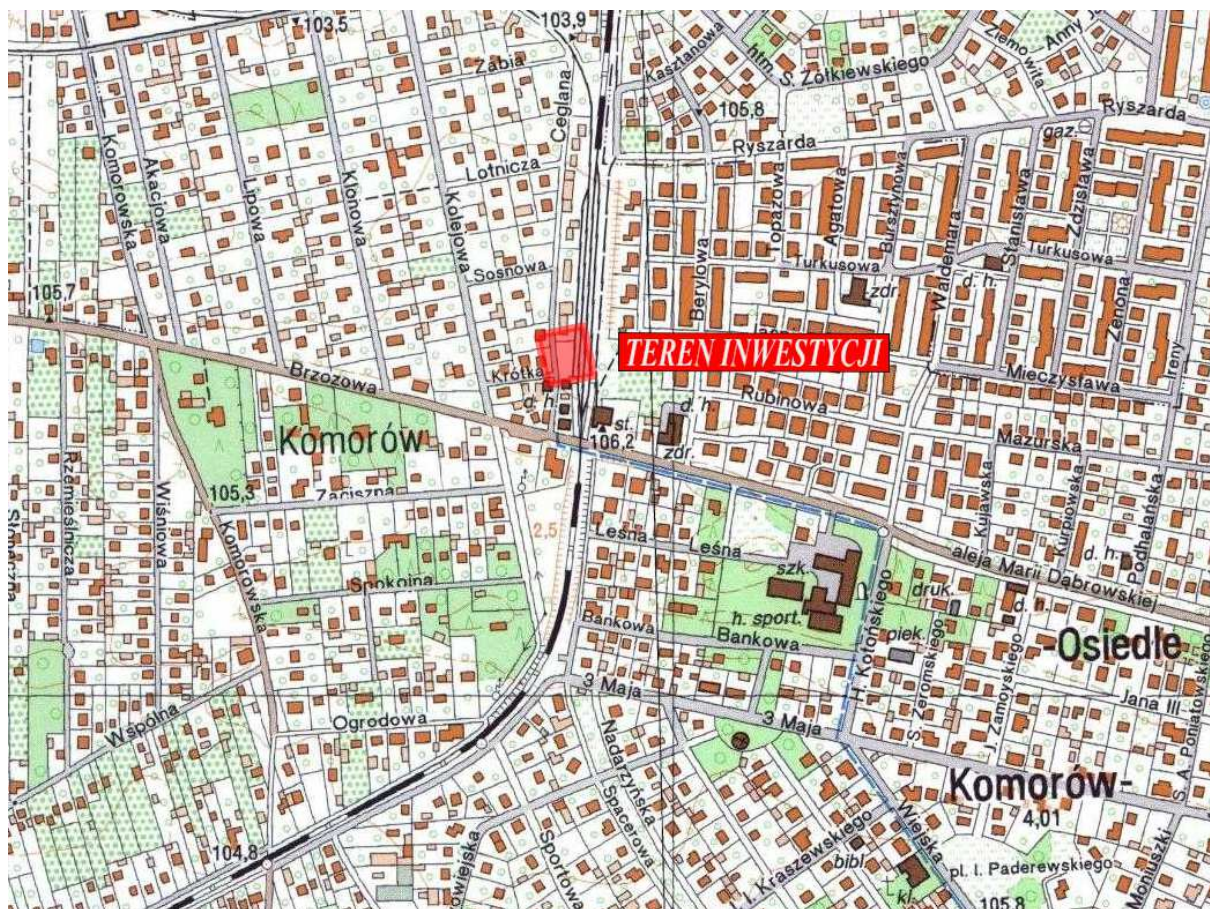 103,5
103,9
Żabia
Ceglana
Kasztanowa
htm.
S. Żółkiewskiego
Ziemowita
Anny
105,8
Ryszarda
Ryszarda
gaz.
Komorowska
Akacjowa
Lipowa
Klonowa
Kolejowa
Lotnicza
Sosnowa
Berylowa
Topazowa
Agatowa
Bursztynowa
Waldemara
Stanisława
Zdzisława
Turkusowa
Turkusowa
zdr.
d. h.
Zenona
105,7
TEREN INWESTYCJI
Krótka
d. h.
Brzozowa
Rubinowa
Mieczysława
Ireny
Komorów
st.
106,2
d. h.
zdr.
Mazurska
105,3
Zaciszna
Rzemieślnicza
Wiśniowa
Komorowska
2,5
Leśna
Leśna
szk.
Kujawska
Kurpiowska
d. h.
Podhalańska
aleja Marii Dąbrowskiej
Spokojna
h. sport.
druk.
d. h.
Bankowa
Bankowa
piek.
-Osiedle
I. Kotońskiego
S. Żeromskiego
J. Zamoyskiego
Jana III
S. A. Poniatowskiego
3 Maja
3 Maja
Wspólna
Ogrodowa
Nadarzyńska
Spacerowa
Sportowa
Komorów-
4,01
104,8
I. Kraszewskiego
bibl.
kl.
Wiejska
pl. I. Paderewskiego
Moniuszki
105,8